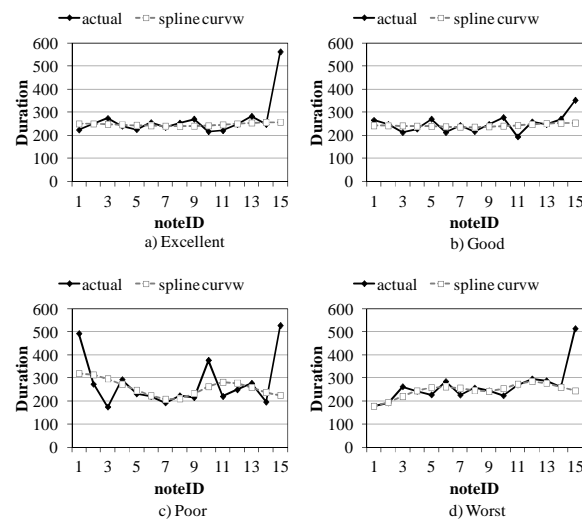 actual spline curvw
600
500
400
300
200
100
0
Duration
1 3 5 7 9 11 13 15
noteID
a) Excellent
actual spline curvw
600
500
400
300
200
100
0
Duration
1 3 5 7 9 11 13 15
noteID
b) Good
actual spline curvw
600
500
400
300
200
100
0
Duration
1 3 5 7 9 11 13 15
noteID
c) Poor
actual spline curvw
600
500
400
300
200
100
0
Duration
1 3 5 7 9 11 13 15
noteID
d) Worst